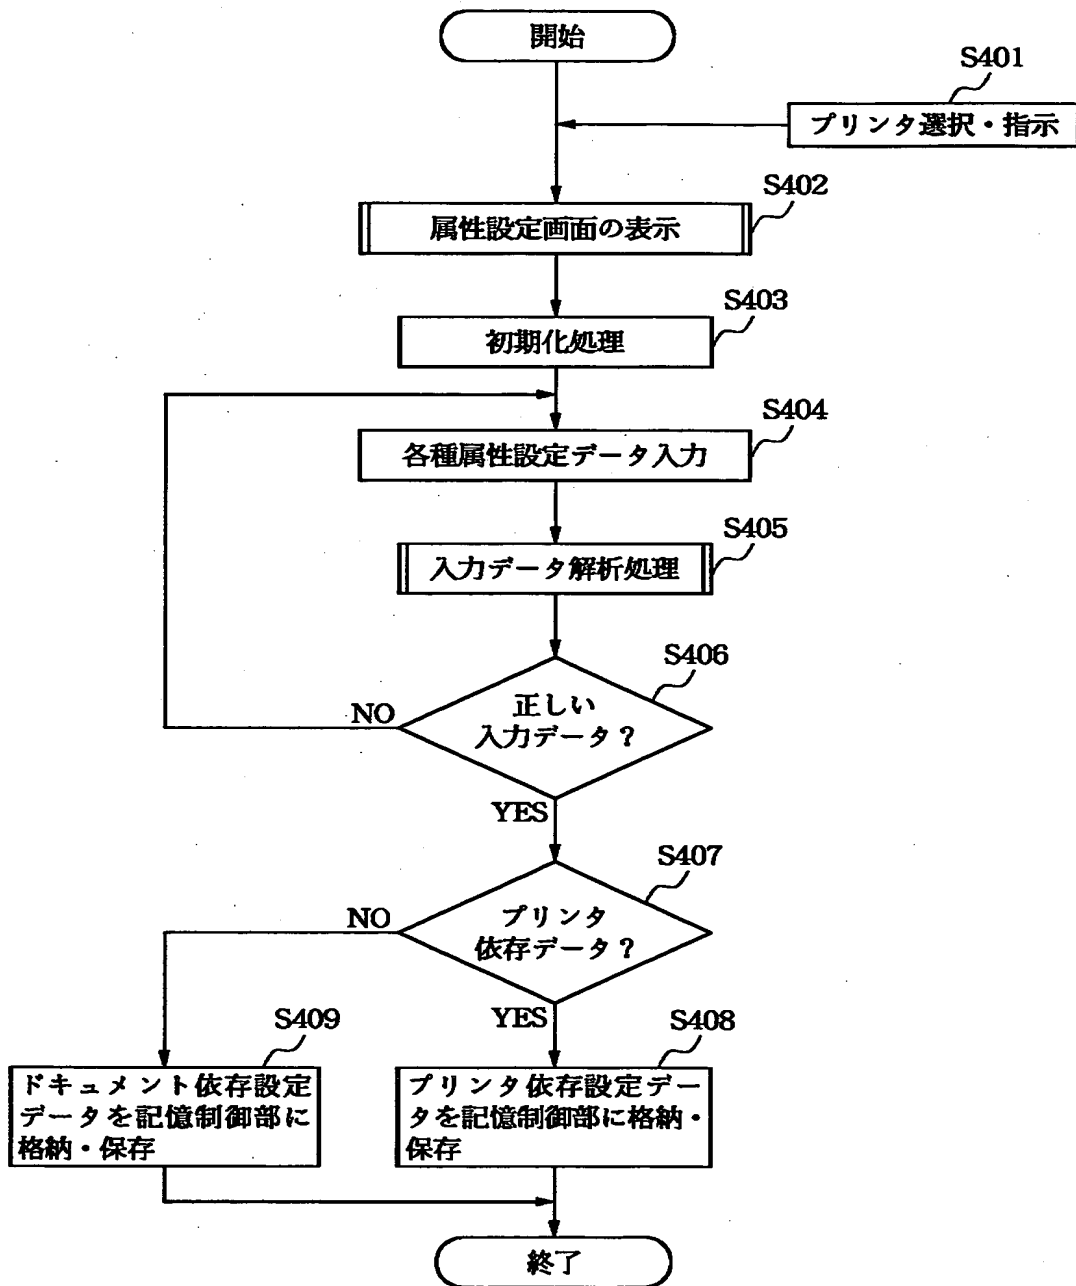 開始
S401
プリンタ選択・指示
S402
属性設定画面の表示
S403
初期化処理
S404
各種属性設定データ入力
S405
入力データ解析処理
S406
正しい
入力データ?
NO
YES
S407
プリンタ
依存データ?
NO
YES
S409
ドキュメント依存設定
データを記憶制御部に
格納・保存
S408
プリンタ依存設定デー
タを記憶制御部に格納・
保存
終了